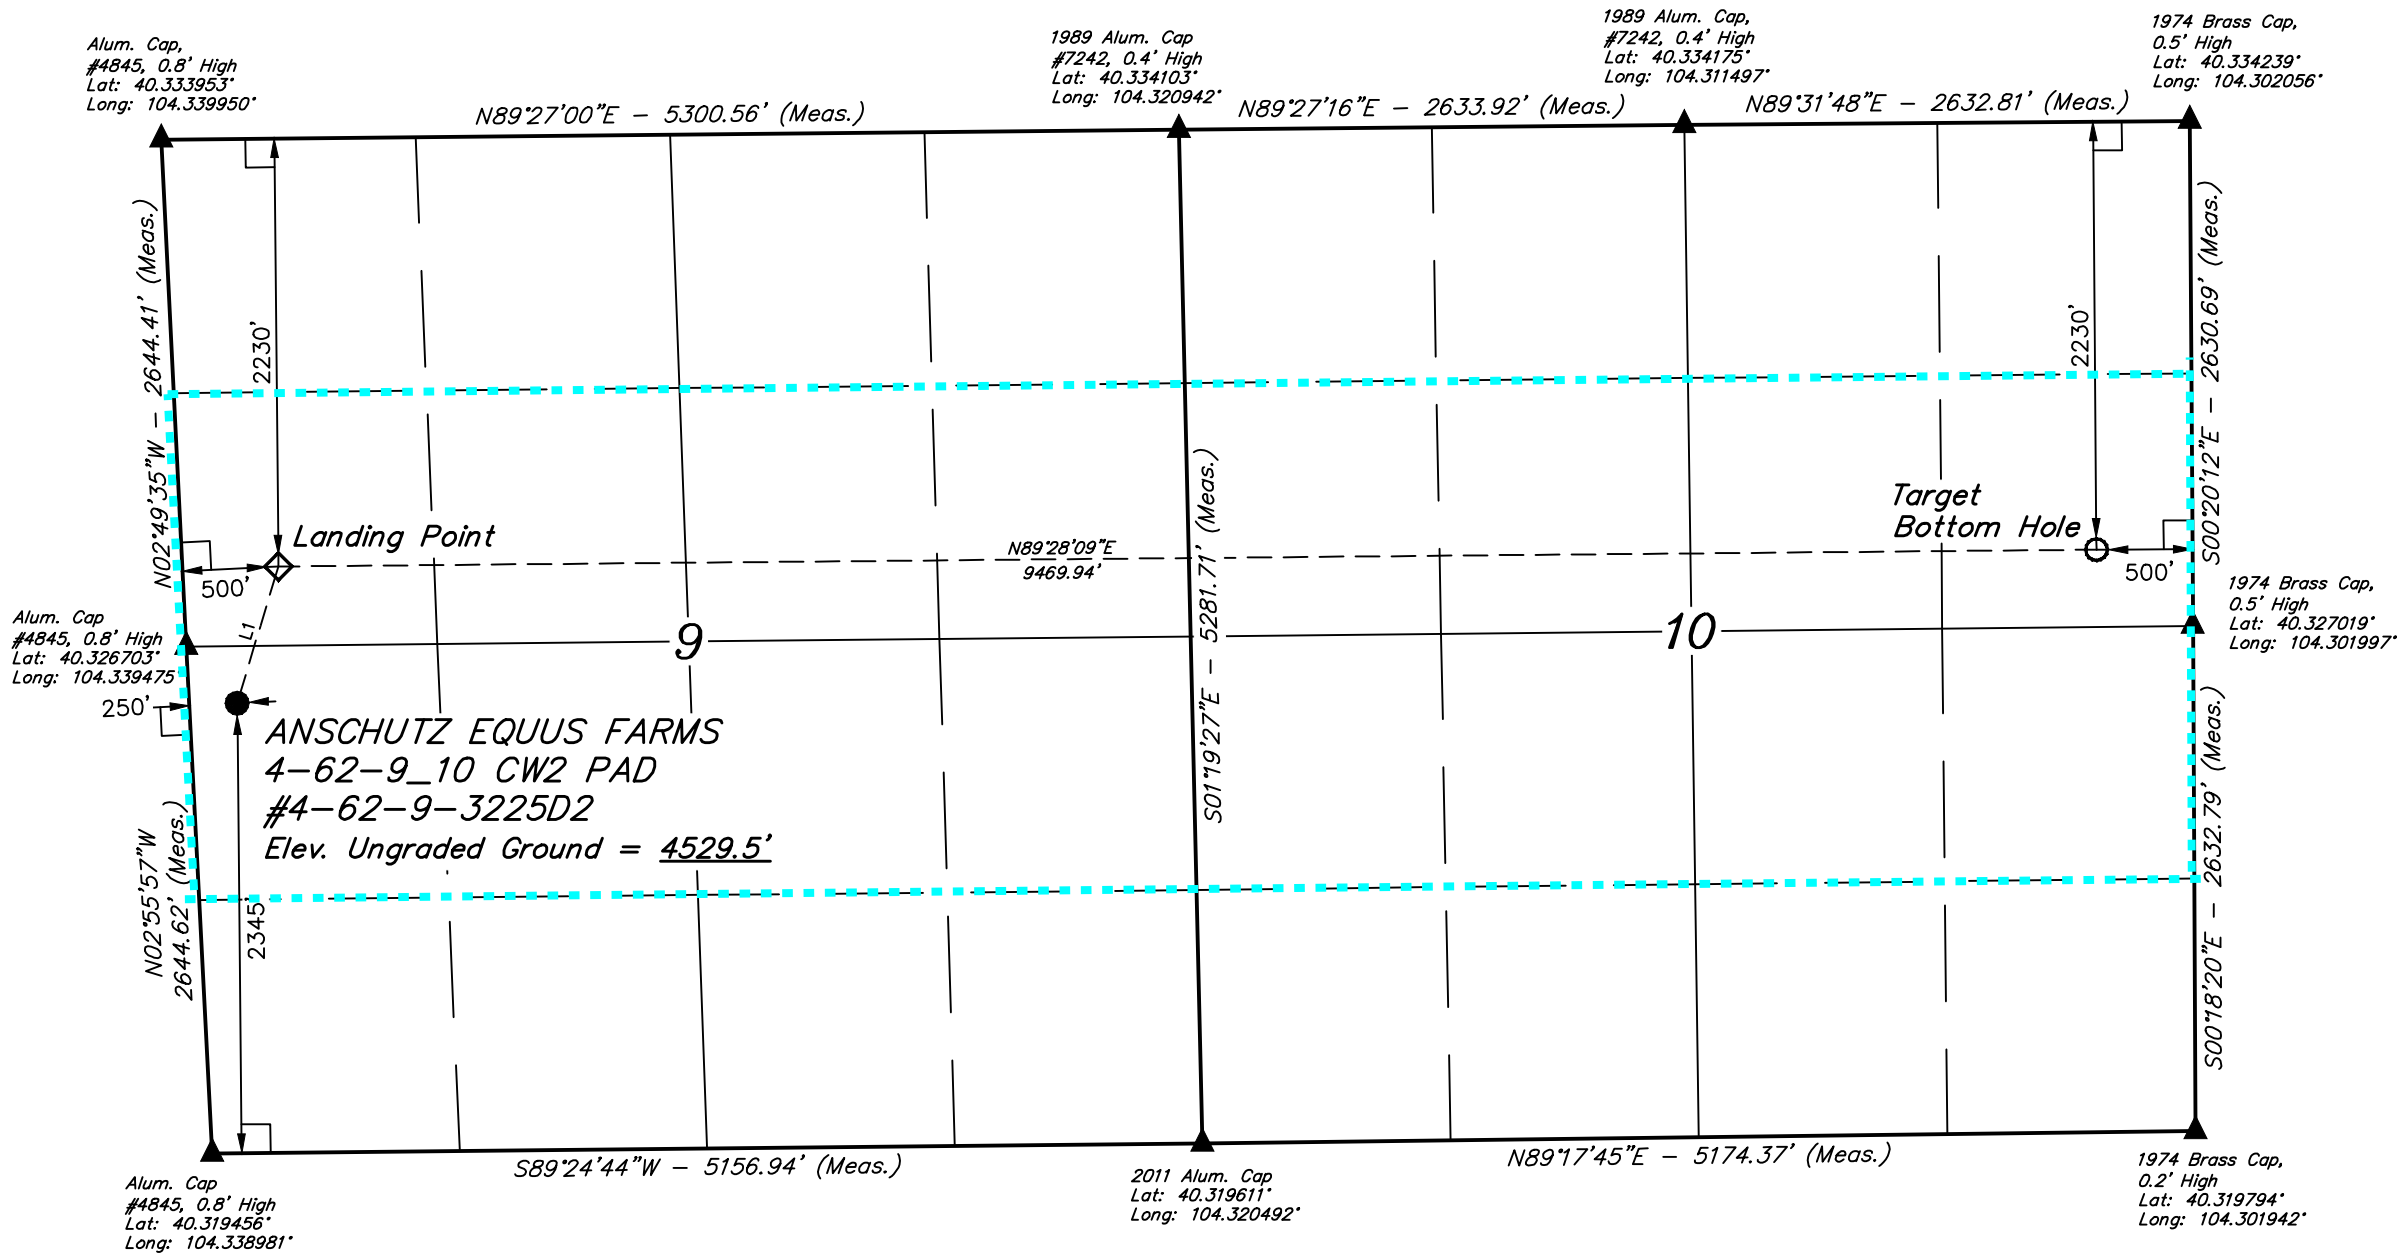 Alum. Cap,
#4845, 0.8' High
Lat: 40.333953°
Long: 104.339950°
1989 Alum. Cap
#7242, 0.4' High
Lat: 40.334103°
Long: 104.320942°
1989 Alum. Cap,
#7242, 0.4' High
Lat: 40.334175°
Long: 104.311497°
1974 Brass Cap,
0.5' High
Lat: 40.334239°
Long: 104.302056°
N89°27'00"E - 5300.56' (Meas.)
N89°27'16"E - 2633.92' (Meas.)
N89°31'48"E - 2632.81' (Meas.)
N02°49'35"W - 2644.41' (Meas.)
2230'
2230'
S00°20'12"E - 2630.69' (Meas.)
Landing Point
500'
N89°28'09"E
9469.94'
S01°19'27"E - 5281.71' (Meas.)
Target
Bottom Hole
500'
Alum. Cap
#4845, 0.8' High
Lat: 40.326703°
Long: 104.339475°
L1
9
10
1974 Brass Cap,
0.5' High
Lat: 40.327019°
Long: 104.301997°
250'
ANSCHUTZ EQUUS FARMS
4-62-9_10 CW2 PAD
#4-62-9-3225D2
Elev. Ungraded Ground = 4529.5'
N02°55'57"W
2644.62' (Meas.)
2345'
S00°18'20"E - 2632.79' (Meas.)
S89°24'44"W - 5156.94' (Meas.)
N89°17'45"E - 5174.37' (Meas.)
Alum. Cap
#4845, 0.8' High
Lat: 40.319456°
Long: 104.338981°
2011 Alum. Cap
Lat: 40.319611°
Long: 104.320492°
1974 Brass Cap,
0.2' High
Lat: 40.319794°
Long: 104.301942°